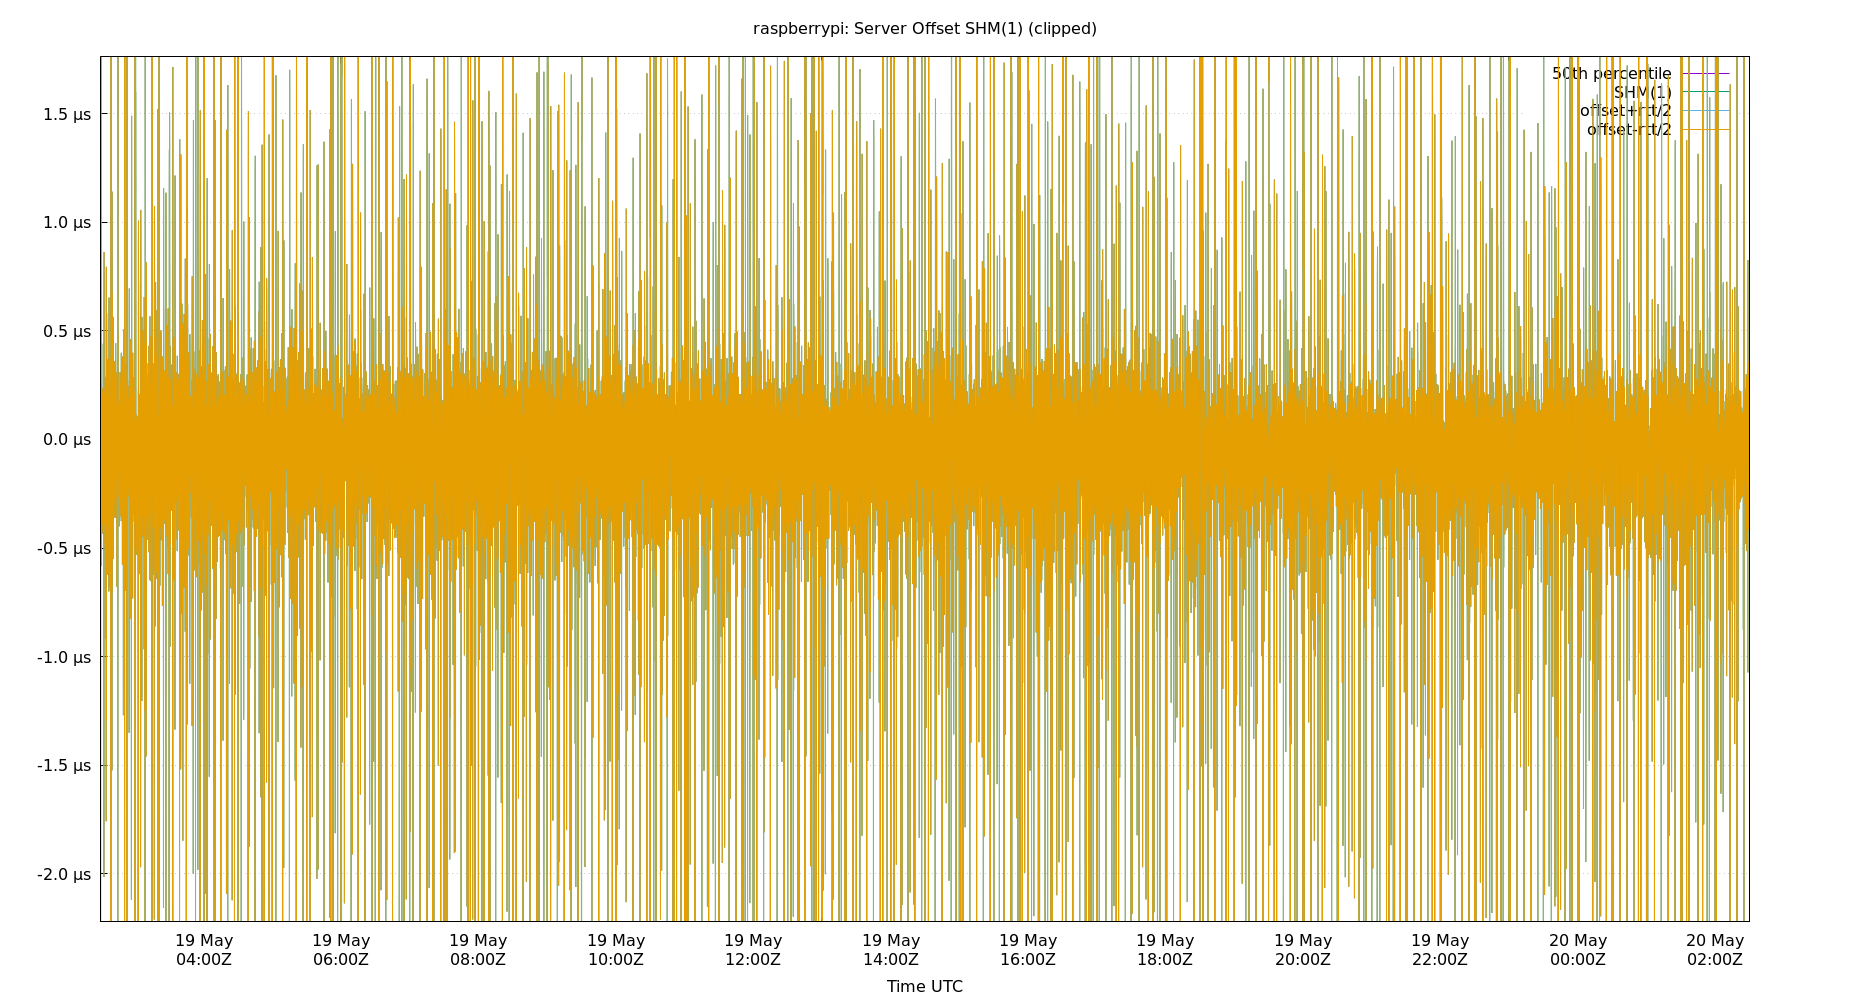 raspberrypi: Server Offset SHM(1) (clipped)
50th percentile
SHM(1)
offset+rtt/2
offset-rtt/2
1.5 µs
1.0 µs
0.5 µs
0.0 µs
-0.5 µs
-1.0 µs
-1.5 µs
-2.0 µs
19 May 19 May 19 May 19 May 19 May 19 May 19 May 19 May 19 May 19 May 20 May 20 May
04:00Z 06:00Z 08:00Z 10:00Z 12:00Z 14:00Z 16:00Z 18:00Z 20:00Z 22:00Z 00:00Z 02:00Z
Time UTC